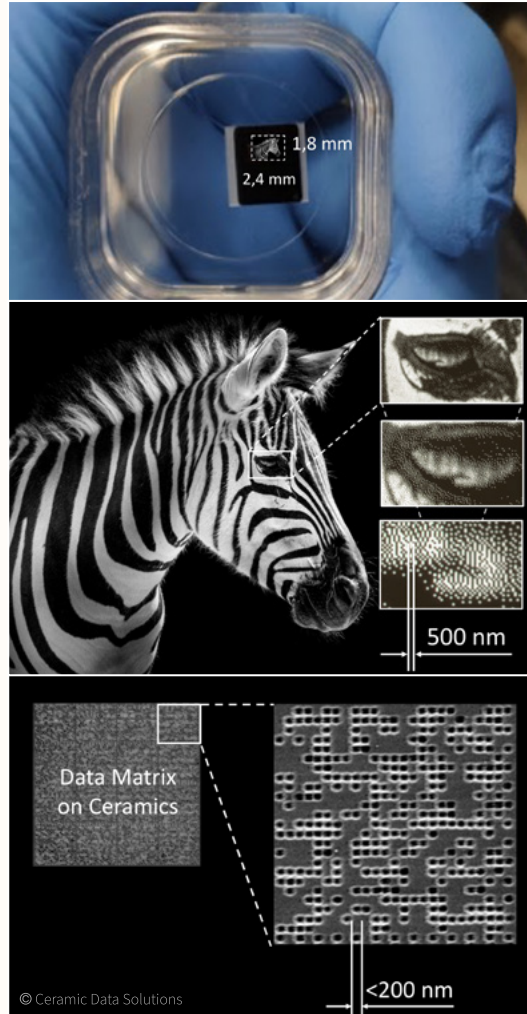 1,8 mm
2,4 mm
500 nm
Data Matrix
on Ceramics
<200 nm
© Ceramic Data Solutions